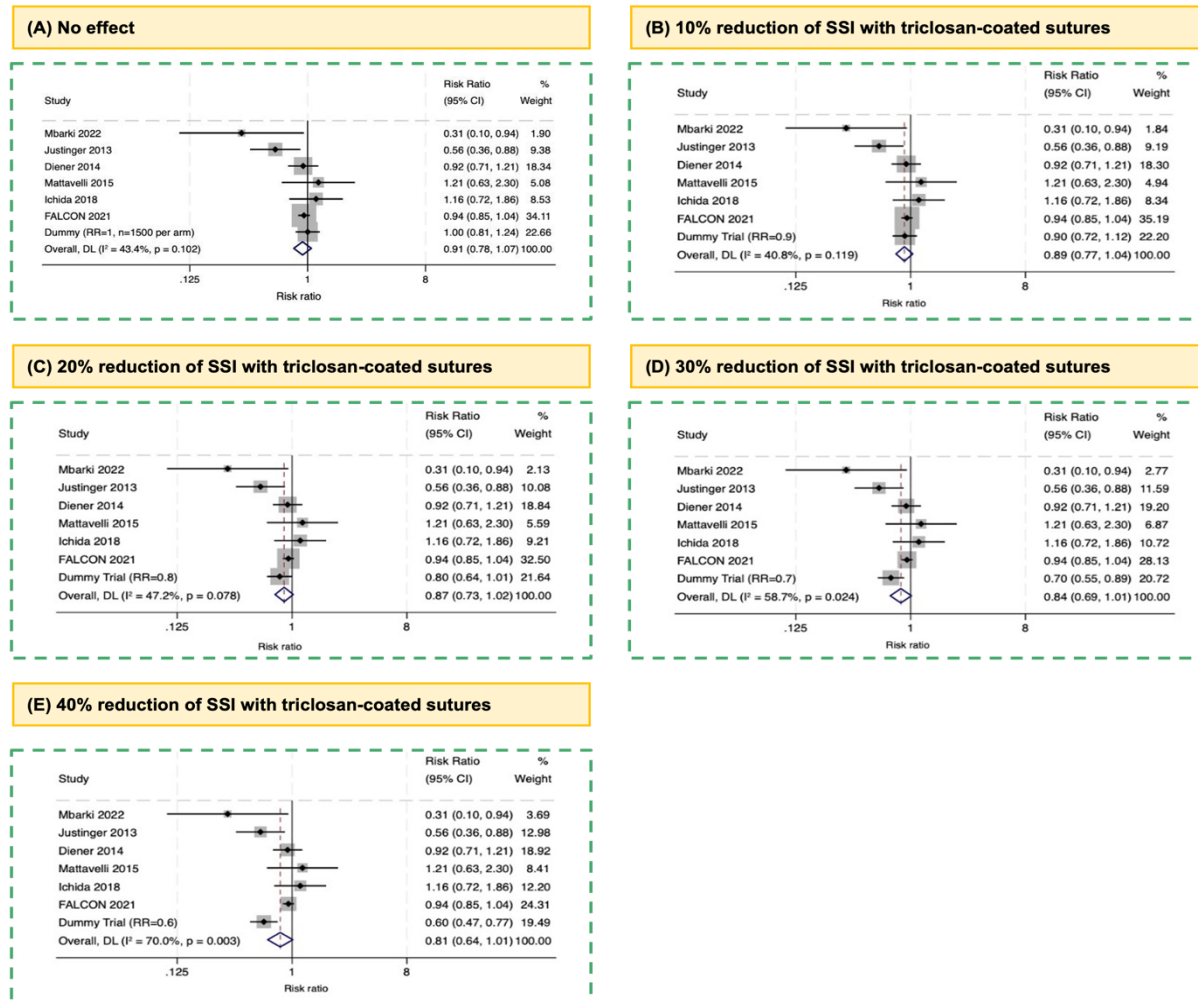 (A) No effect
Risk Ratio %
Study (95% CI) Weight
Mbarki 2022 0.31 (0.10, 0.94) 1.90
Justinger 2013 0.56 (0.36, 0.88) 9.38
Diener 2014 0.92 (0.71, 1.21) 18.34
Mattavelli 2015 1.21 (0.63, 2.30) 5.08
Ichida 2018 1.16 (0.72, 1.86) 8.53
FALCON 2021 0.94 (0.85, 1.04) 34.11
Dummy (RR=1, n=1500 per arm) 1.00 (0.81, 1.24) 22.66
Overall, DL (I² = 43.4%, p = 0.102) 0.91 (0.78, 1.07) 100.00
.125 1 8
Risk ratio
(B) 10% reduction of SSI with triclosan-coated sutures
Risk Ratio %
Study (95% CI) Weight
Mbarki 2022 0.31 (0.10, 0.94) 1.84
Justinger 2013 0.56 (0.36, 0.88) 9.19
Diener 2014 0.92 (0.71, 1.21) 18.30
Mattavelli 2015 1.21 (0.63, 2.30) 4.94
Ichida 2018 1.16 (0.72, 1.86) 8.34
FALCON 2021 0.94 (0.85, 1.04) 35.19
Dummy Trial (RR=0.9) 0.90 (0.72, 1.12) 22.20
Overall, DL (I² = 40.8%, p = 0.119) 0.89 (0.77, 1.04) 100.00
.125 1 8
Risk ratio
(C) 20% reduction of SSI with triclosan-coated sutures
Risk Ratio %
Study (95% CI) Weight
Mbarki 2022 0.31 (0.10, 0.94) 2.13
Justinger 2013 0.56 (0.36, 0.88) 10.08
Diener 2014 0.92 (0.71, 1.21) 18.84
Mattavelli 2015 1.21 (0.63, 2.30) 5.59
Ichida 2018 1.16 (0.72, 1.86) 9.21
FALCON 2021 0.94 (0.85, 1.04) 32.50
Dummy Trial (RR=0.8) 0.80 (0.64, 1.01) 21.64
Overall, DL (I² = 47.2%, p = 0.078) 0.87 (0.73, 1.02) 100.00
.125 1 8
Risk ratio
(D) 30% reduction of SSI with triclosan-coated sutures
Risk Ratio %
Study (95% CI) Weight
Mbarki 2022 0.31 (0.10, 0.94) 2.77
Justinger 2013 0.56 (0.36, 0.88) 11.59
Diener 2014 0.92 (0.71, 1.21) 19.20
Mattavelli 2015 1.21 (0.63, 2.30) 6.87
Ichida 2018 1.16 (0.72, 1.86) 10.72
FALCON 2021 0.94 (0.85, 1.04) 28.13
Dummy Trial (RR=0.7) 0.70 (0.55, 0.89) 20.72
Overall, DL (I² = 58.7%, p = 0.024) 0.84 (0.69, 1.01) 100.00
.125 1 8
Risk ratio
(E) 40% reduction of SSI with triclosan-coated sutures
Risk Ratio %
Study (95% CI) Weight
Mbarki 2022 0.31 (0.10, 0.94) 3.69
Justinger 2013 0.56 (0.36, 0.88) 12.98
Diener 2014 0.92 (0.71, 1.21) 18.92
Mattavelli 2015 1.21 (0.63, 2.30) 8.41
Ichida 2018 1.16 (0.72, 1.86) 12.20
FALCON 2021 0.94 (0.85, 1.04) 24.31
Dummy Trial (RR=0.6) 0.60 (0.47, 0.77) 19.49
Overall, DL (I² = 70.0%, p = 0.003) 0.81 (0.64, 1.01) 100.00
.125 1 8
Risk ratio